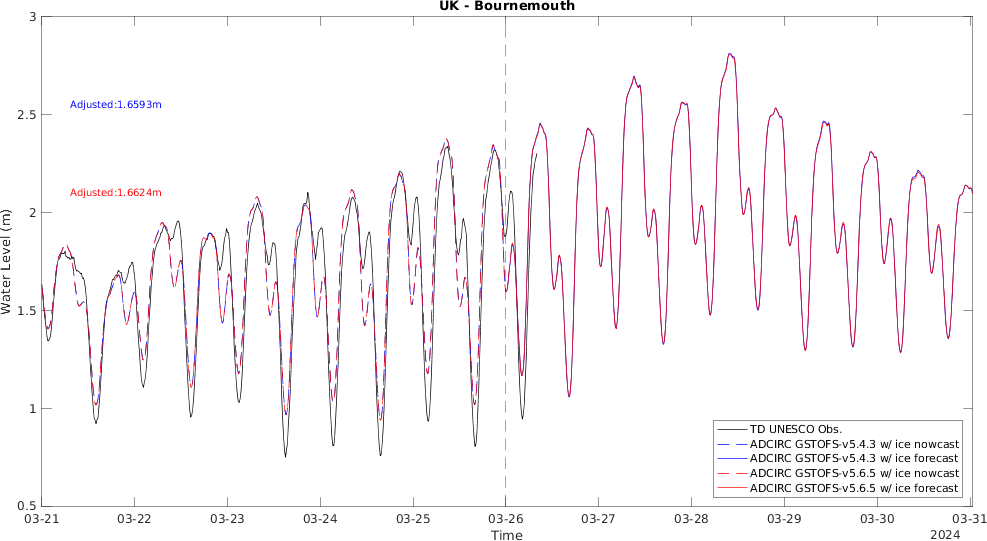 UK - Bournemouth
3
2.5
2
1.5
1
0.5
Water Level (m)
Adjusted:1.6593m
Adjusted:1.6624m
TD UNESCO Obs.
ADCIRC GSTOFS-v5.4.3 w/ ice nowcast
ADCIRC GSTOFS-v5.4.3 w/ ice forecast
ADCIRC GSTOFS-v5.6.5 w/ ice nowcast
ADCIRC GSTOFS-v5.6.5 w/ ice forecast
03-21 03-22 03-23 03-24 03-25 03-26 03-27 03-28 03-29 03-30 03-31
Time
2024